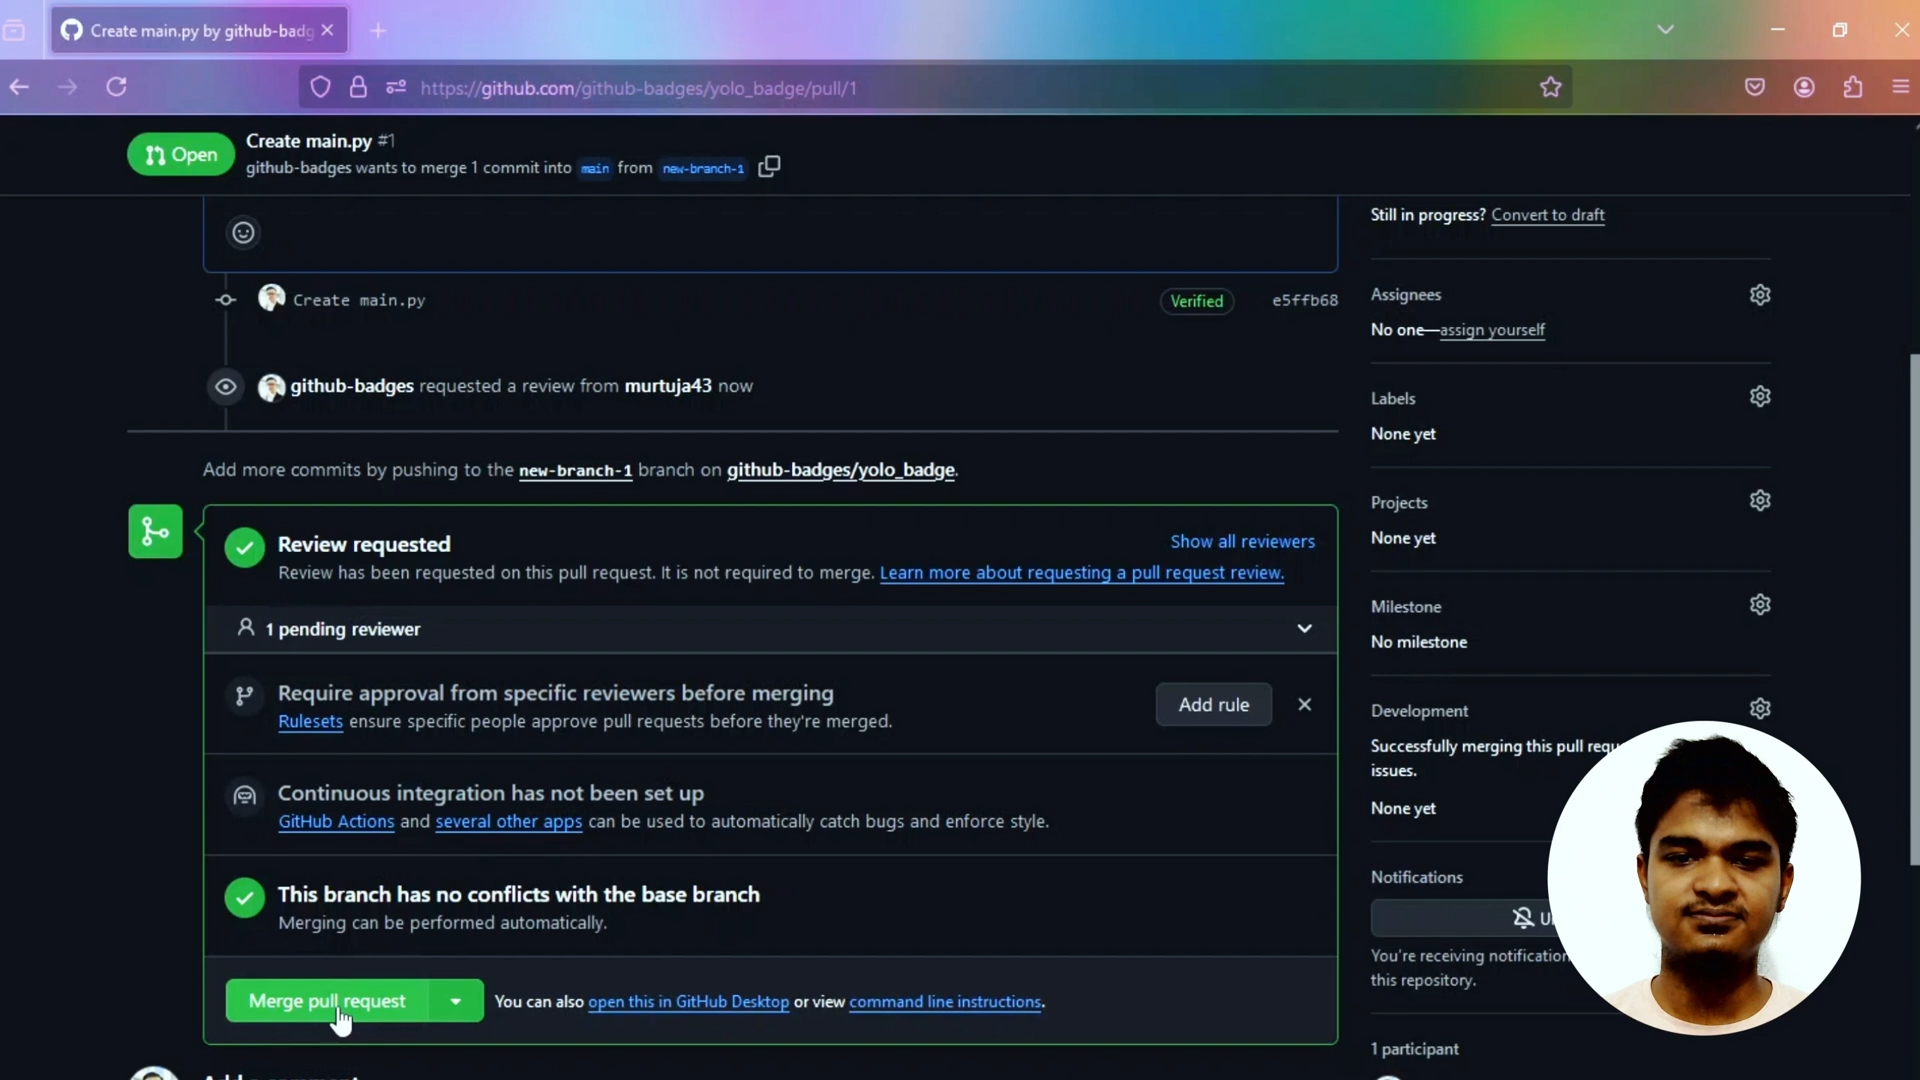 Create main.py by github-badg
https://github.com/github-badges/yolo_badge/pull/1
Open
Create main.py #1
github-badges wants to merge 1 commit into main from new-branch-1
Create main.py
Verified
e5ffb68
github-badges requested a review from murtuja43 now
Add more commits by pushing to the new-branch-1 branch on github-badges/yolo_badge.
Review requested
Show all reviewers
Review has been requested on this pull request. It is not required to merge. Learn more about requesting a pull request review.
1 pending reviewer
Require approval from specific reviewers before merging
Rulesets ensure specific people approve pull requests before they're merged.
Add rule
Continuous integration has not been set up
GitHub Actions and several other apps can be used to automatically catch bugs and enforce style.
This branch has no conflicts with the base branch
Merging can be performed automatically.
Merge pull request
You can also open this in GitHub Desktop or view command line instructions.
Still in progress? Convert to draft
Assignees
No one—assign yourself
Labels
None yet
Projects
None yet
Milestone
No milestone
Development
Successfully merging this pull
issues.
None yet
Notifications
You're receiving
this repository.
1 participant